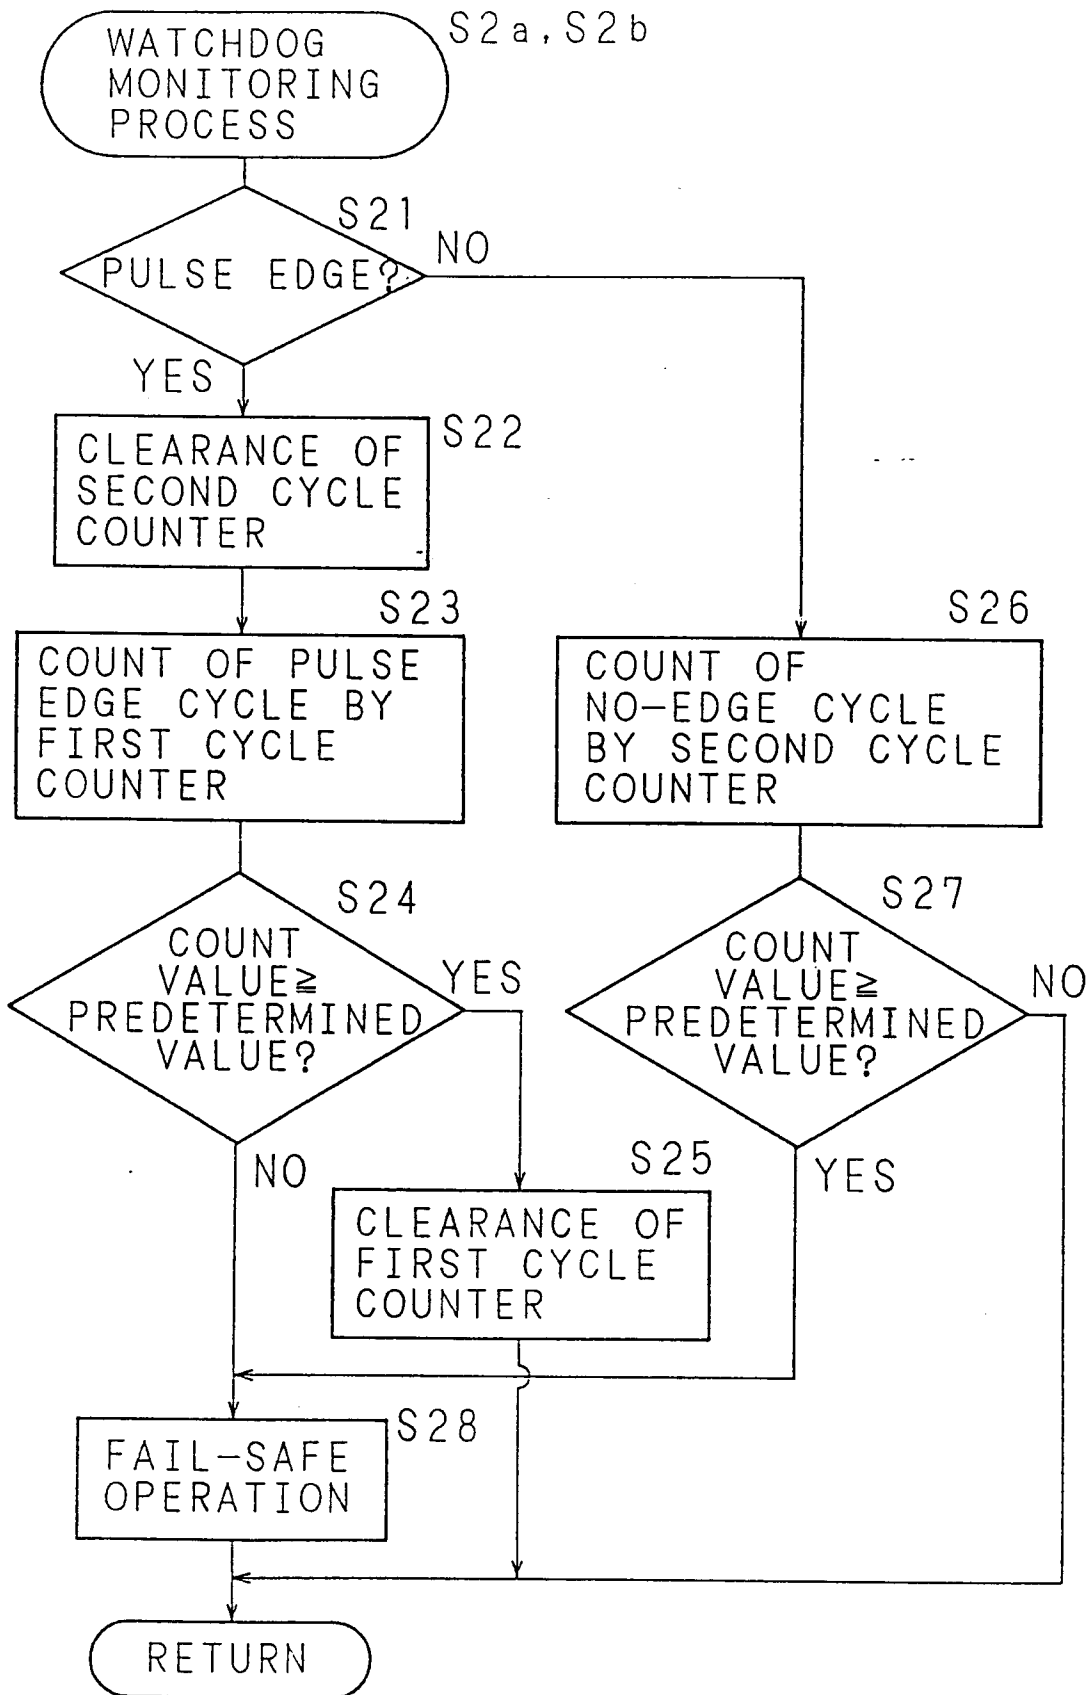 S2a,S2b
WATCHDOG
MONITORING
PROCESS
S21
PULSE EDGE?
NO
YES
S22
CLEARANCE OF
SECOND CYCLE
COUNTER
S23
COUNT OF PULSE
EDGE CYCLE BY
FIRST CYCLE
COUNTER
S26
COUNT OF
NO-EDGE CYCLE
BY SECOND CYCLE
COUNTER
S24
COUNT
VALUE≧
PREDETERMINED
VALUE?
YES
NO
S27
COUNT
VALUE≧
PREDETERMINED
VALUE?
NO
YES
S25
CLEARANCE OF
FIRST CYCLE
COUNTER
S28
FAIL-SAFE
OPERATION
RETURN